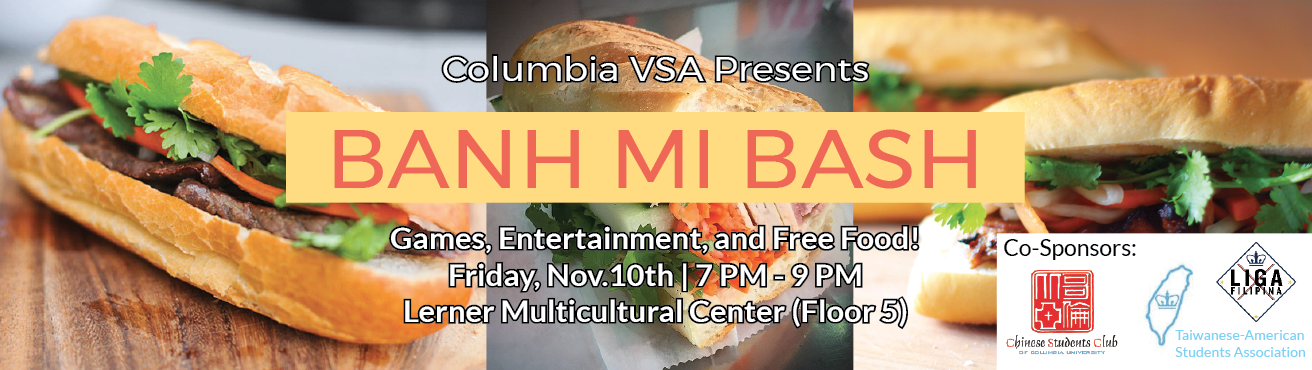 Columbia VSA Presents
BANH MI BASH
Games, Entertainment, and Free Food!
Friday, Nov.10th | 7 PM - 9 PM
Lerner Multicultural Center (Floor 5)
Co-Sponsors:
Chinese Students Club
OF COLUMBIA UNIVERSITY
LIGA
FILIPINA
Taiwanese-American
Students Association